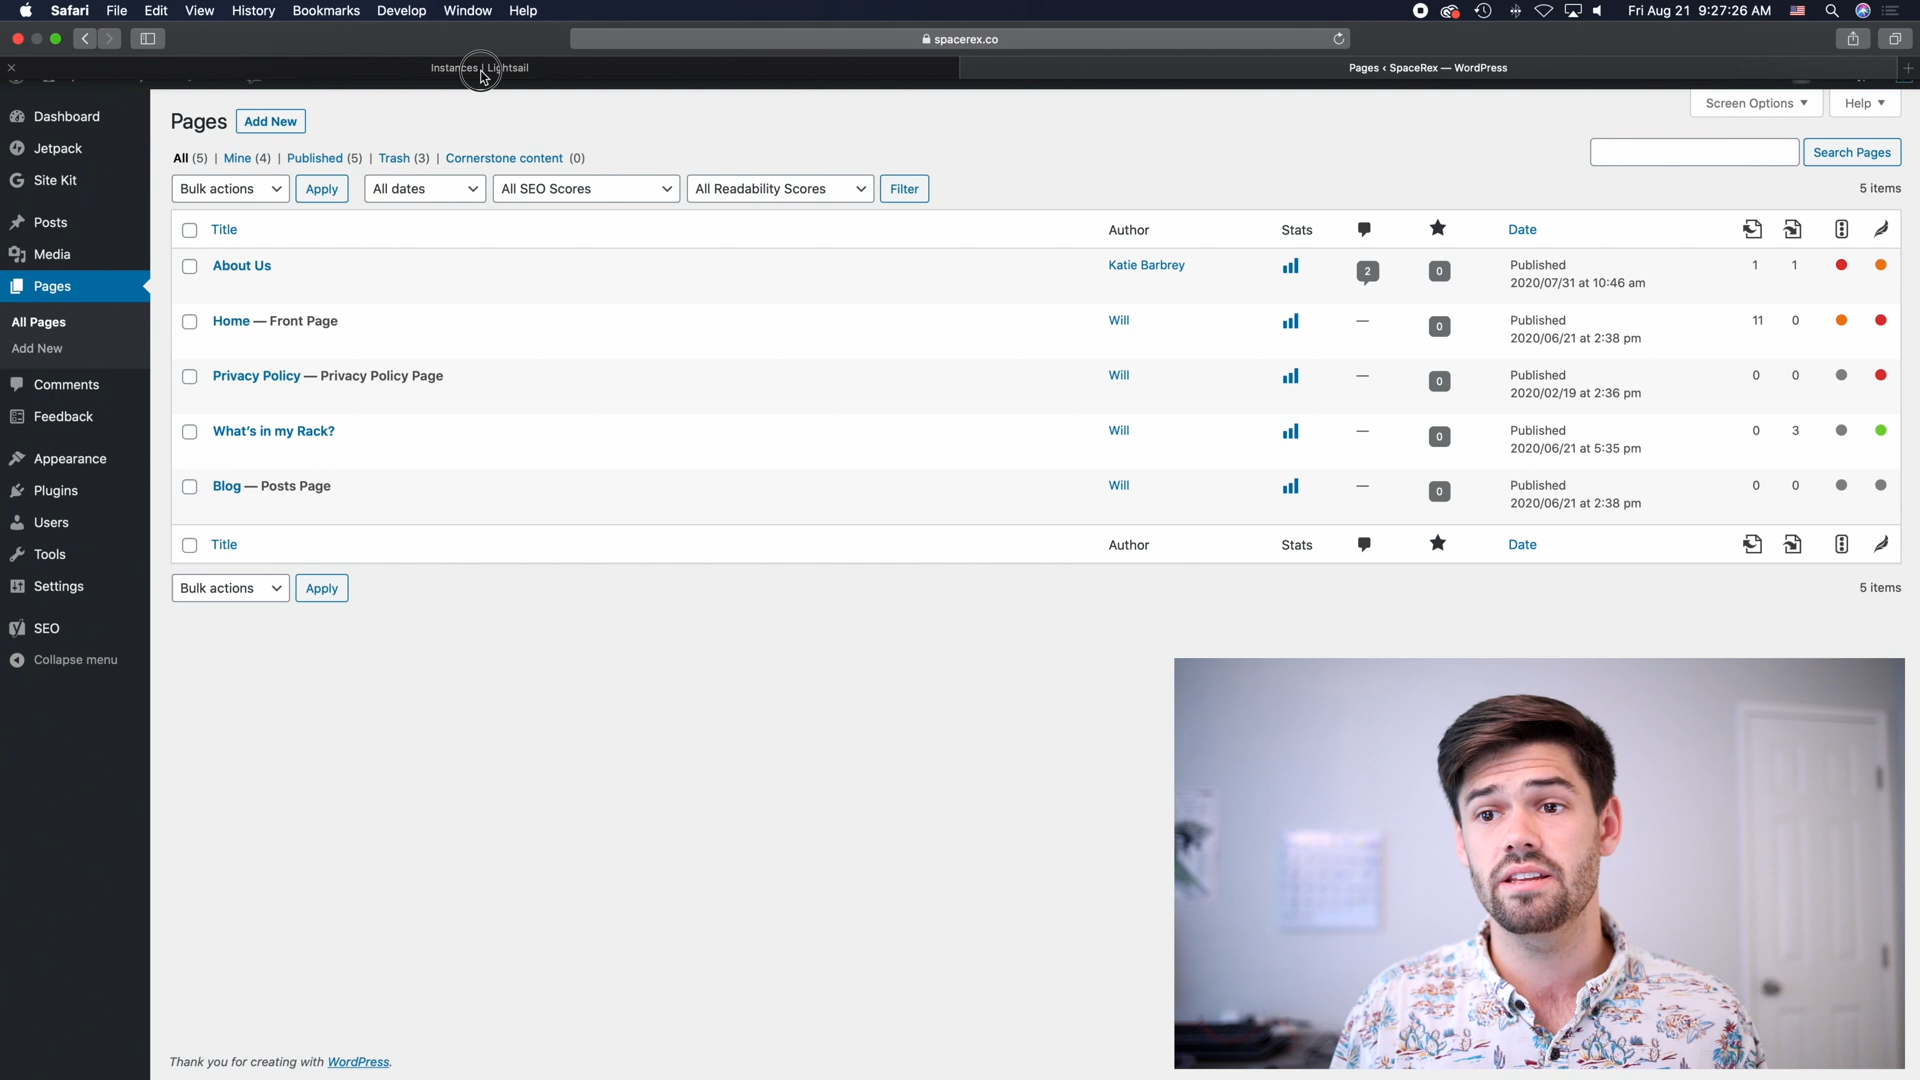 Safari File Edit View History Bookmarks Develop Window Help Fri Aug 21 9:27:26 AM
spacerex.co
Instances | Lightsail Pages < SpaceRex — WordPress
Dashboard
Jetpack
Site Kit
Posts
Media
Pages
All Pages
Add New
Comments
Feedback
Appearance
Plugins
Users
Tools
Settings
SEO
Collapse menu
Screen Options Help
Pages Add New
All (5) | Mine (4) | Published (5) | Trash (3) | Cornerstone content (0)
Search Pages
Bulk actions Apply All dates All SEO Scores All Readability Scores Filter 5 items
Title Author Stats Date
About Us Katie Barbrey 2 0 Published 1 1
2020/07/31 at 10:46 am
Home — Front Page Will — 0 Published 11 0
2020/06/21 at 2:38 pm
Privacy Policy — Privacy Policy Page Will — 0 Published 0 0
2020/02/19 at 2:36 pm
What's in my Rack? Will — 0 Published 0 3
2020/06/21 at 5:35 pm
Blog — Posts Page Will — 0 Published 0 0
2020/06/21 at 2:38 pm
Title Author Stats Date
Bulk actions Apply 5 items
Thank you for creating with WordPress.